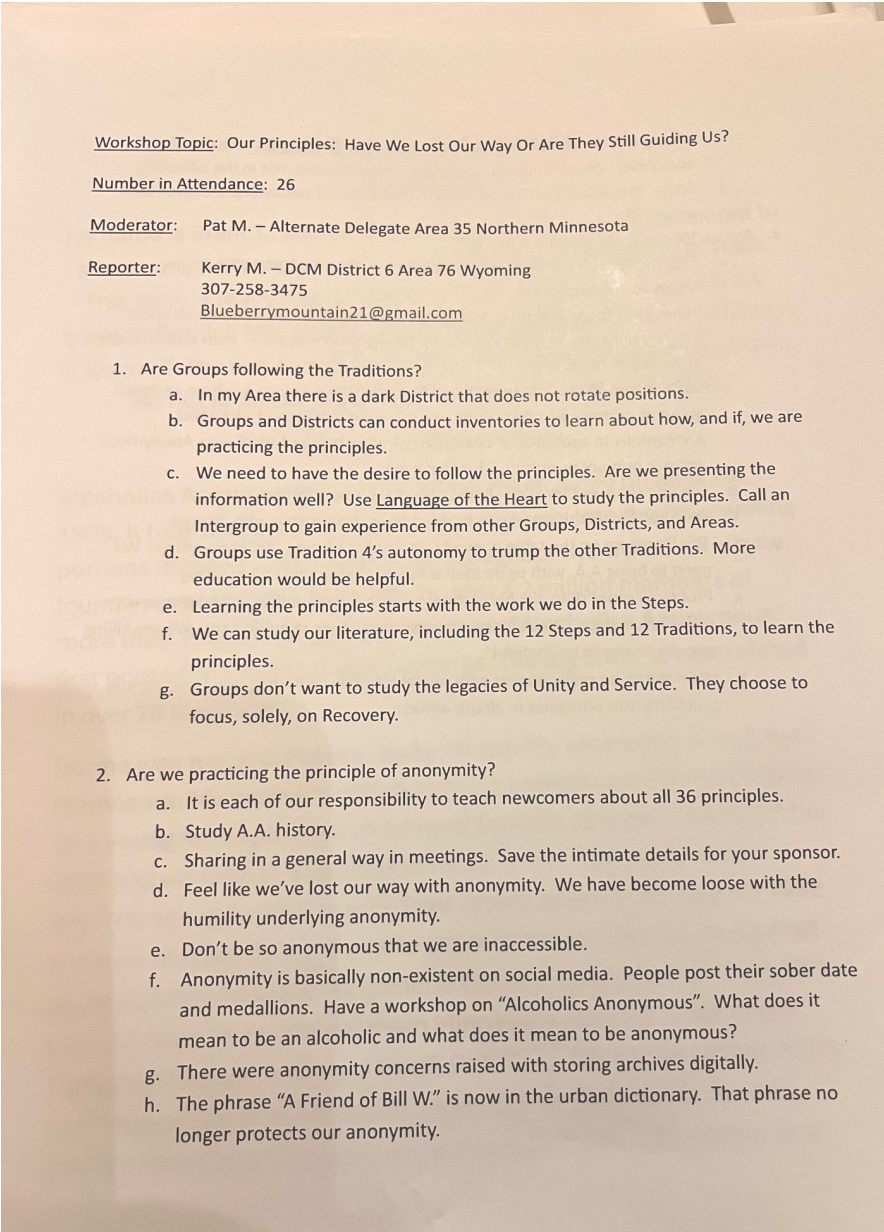 Workshop Topic: Our Principles: Have We Lost Our Way Or Are They Still Guiding Us?
Number in Attendance: 26
Moderator: Pat M. – Alternate Delegate Area 35 Northern Minnesota
Reporter: Kerry M. – DCM District 6 Area 76 Wyoming
307-258-3475
Blueberrymountain21@gmail.com
1. Are Groups following the Traditions?
a. In my Area there is a dark District that does not rotate positions.
b. Groups and Districts can conduct inventories to learn about how, and if, we are
practicing the principles.
c. We need to have the desire to follow the principles. Are we presenting the
information well? Use Language of the Heart to study the principles. Call an
Intergroup to gain experience from other Groups, Districts, and Areas.
d. Groups use Tradition 4’s autonomy to trump the other Traditions. More
education would be helpful.
e. Learning the principles starts with the work we do in the Steps.
f. We can study our literature, including the 12 Steps and 12 Traditions, to learn the
principles.
g. Groups don’t want to study the legacies of Unity and Service. They choose to
focus, solely, on Recovery.
2. Are we practicing the principle of anonymity?
a. It is each of our responsibility to teach newcomers about all 36 principles.
b. Study A.A. history.
c. Sharing in a general way in meetings. Save the intimate details for your sponsor.
d. Feel like we’ve lost our way with anonymity. We have become loose with the
humility underlying anonymity.
e. Don’t be so anonymous that we are inaccessible.
f. Anonymity is basically non-existent on social media. People post their sober date
and medallions. Have a workshop on “Alcoholics Anonymous”. What does it
mean to be an alcoholic and what does it mean to be anonymous?
g. There were anonymity concerns raised with storing archives digitally.
h. The phrase “A Friend of Bill W.” is now in the urban dictionary. That phrase no
longer protects our anonymity.